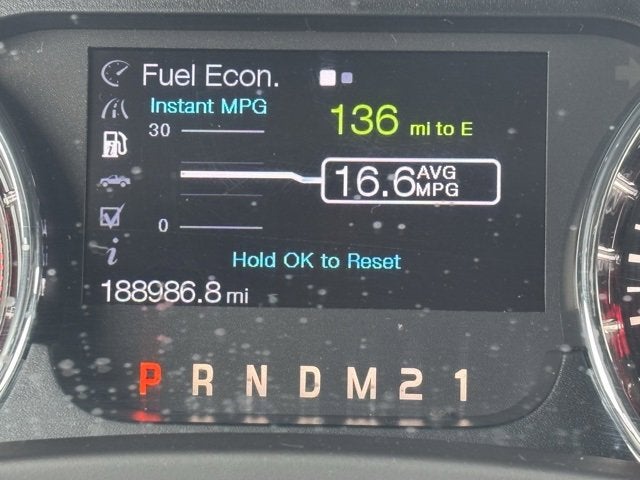 Fuel Econ.
Instant MPG
30
136 mi to E
16.6 AVG MPG
0
Hold OK to Reset
188986.8 mi
P R N D M 2 1